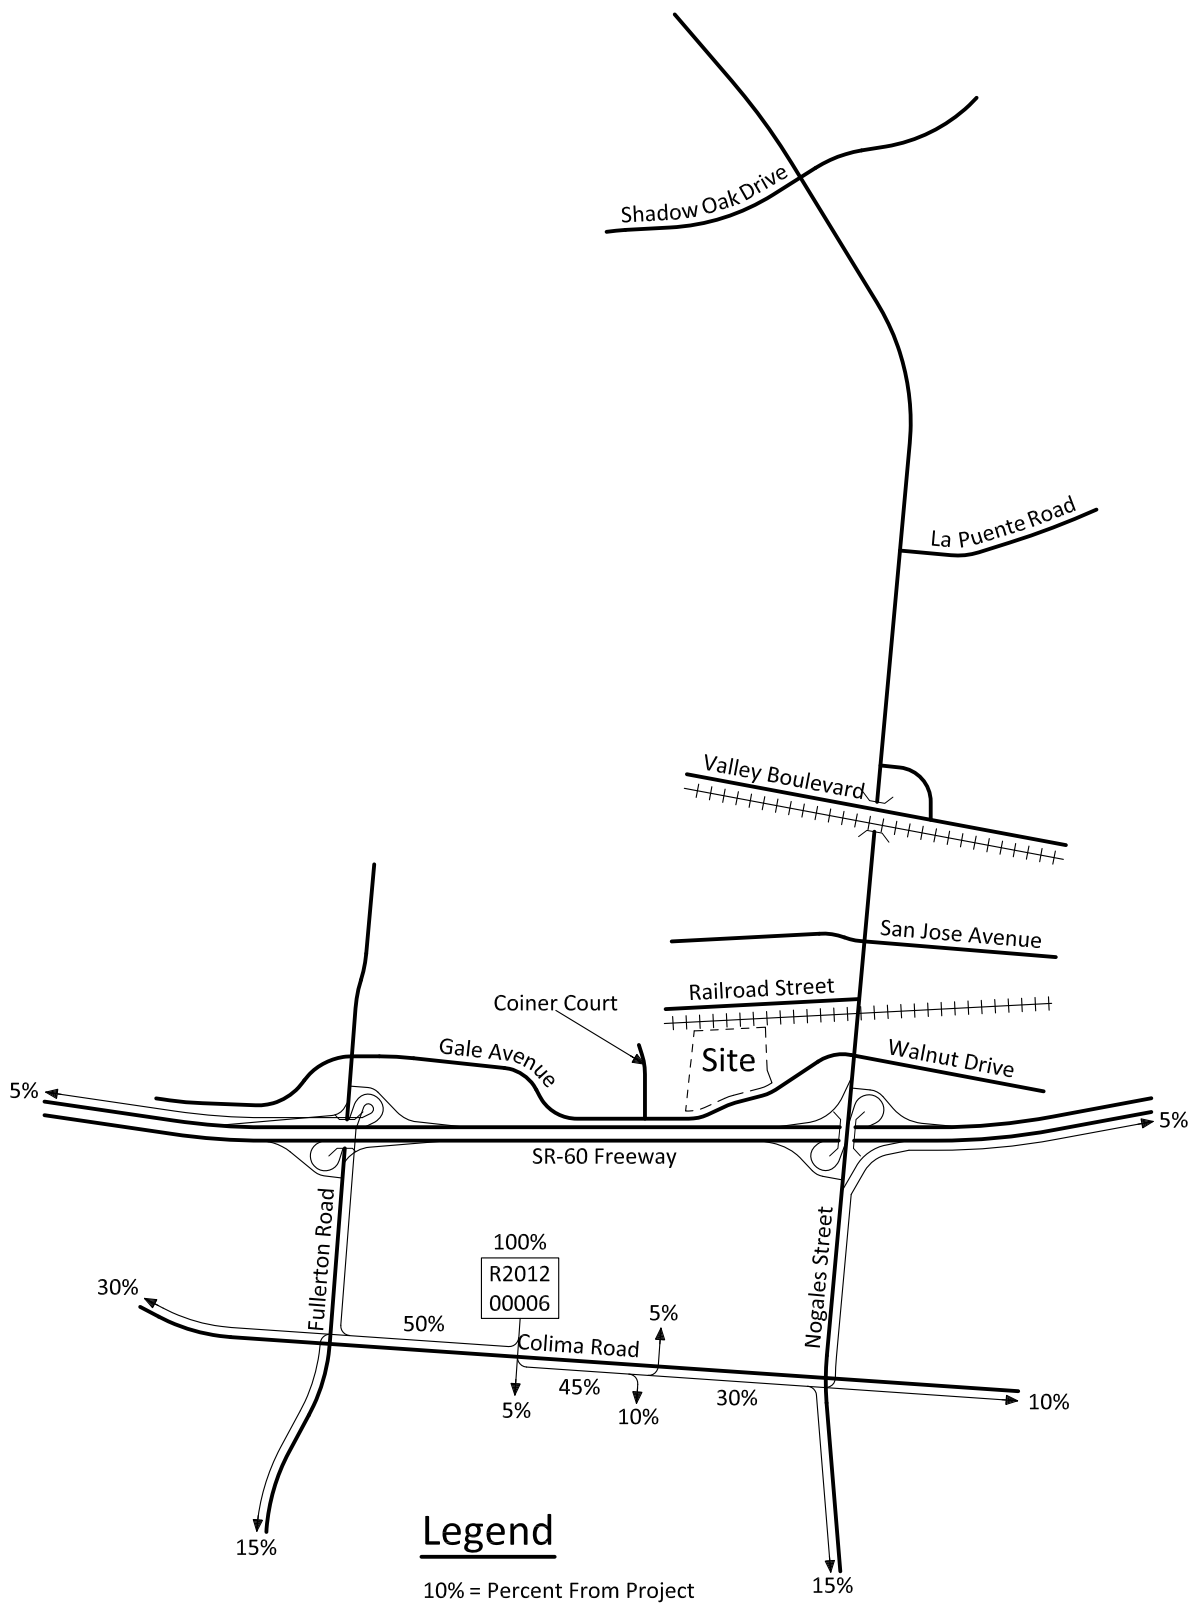 Shadow Oak Drive
La Puente Road
Valley Boulevard
San Jose Avenue
Railroad Street
Coiner Court
Gale Avenue
Site
Walnut Drive
5%
5%
SR-60 Freeway
Fullerton Road
Nogales Street
100%
R2012
00006
30%
50%
5%
Colima Road
45%
30%
10%
5%
10%
15%
15%
Legend
10% = Percent From Project